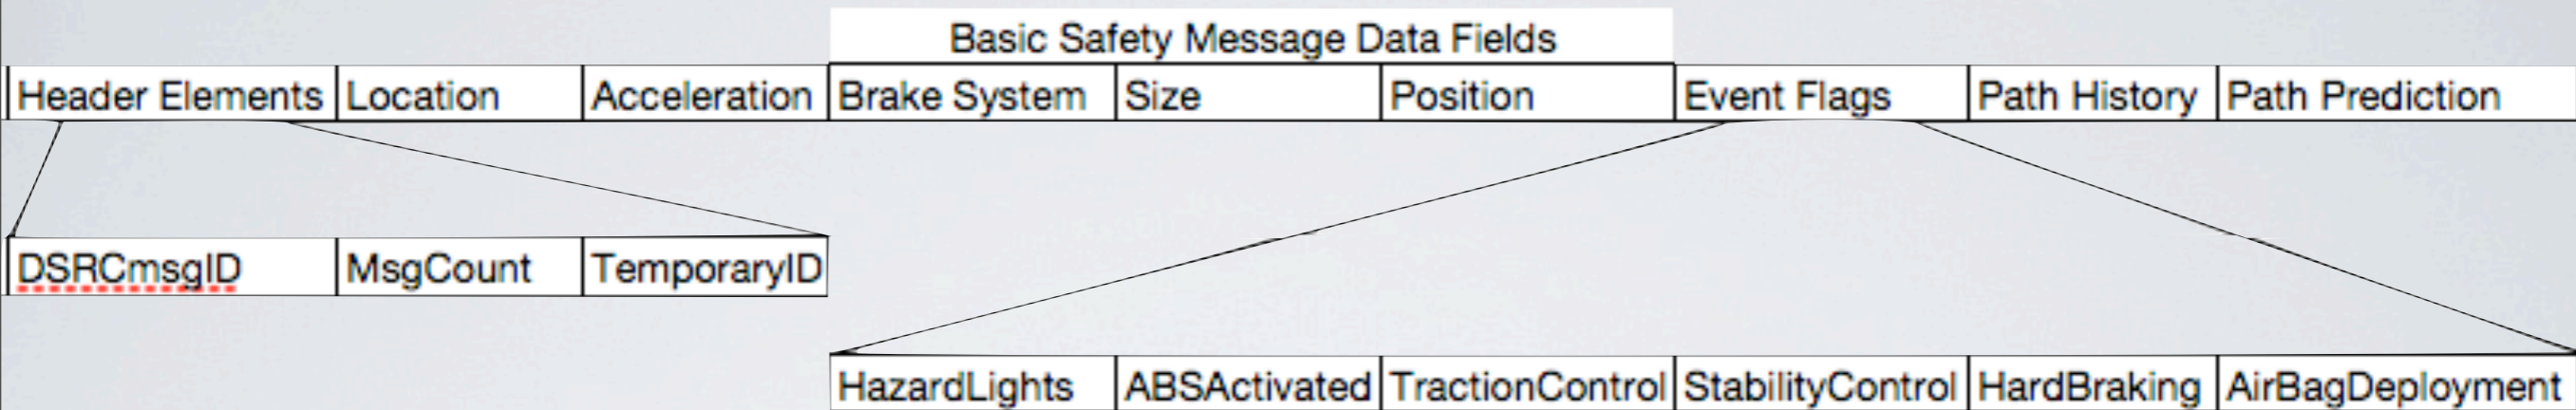 Basic Safety Message Data Fields
Header Elements Location Acceleration Brake System Size Position Event Flags Path History Path Prediction
DSRCmsgID MsgCount TemporaryID
HazardLights ABSActivated TractionControl StabilityControl HardBraking AirBagDeployment